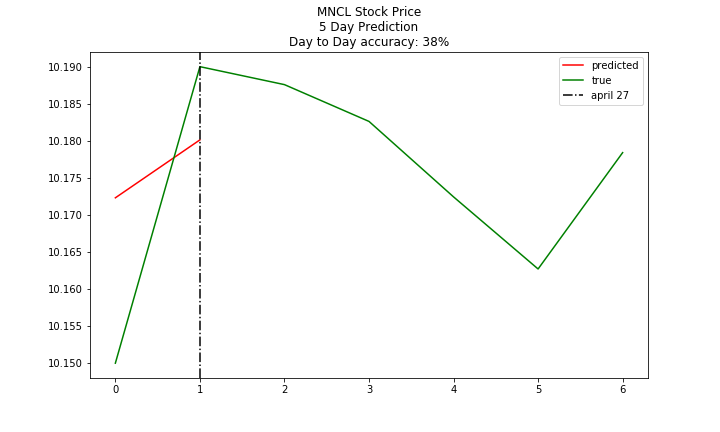 MNCL Stock Price
5 Day Prediction
Day to Day accuracy: 38%
10.190
10.185
10.180
10.175
10.170
10.165
10.160
10.155
10.150
predicted
true
april 27
0 1 2 3 4 5 6